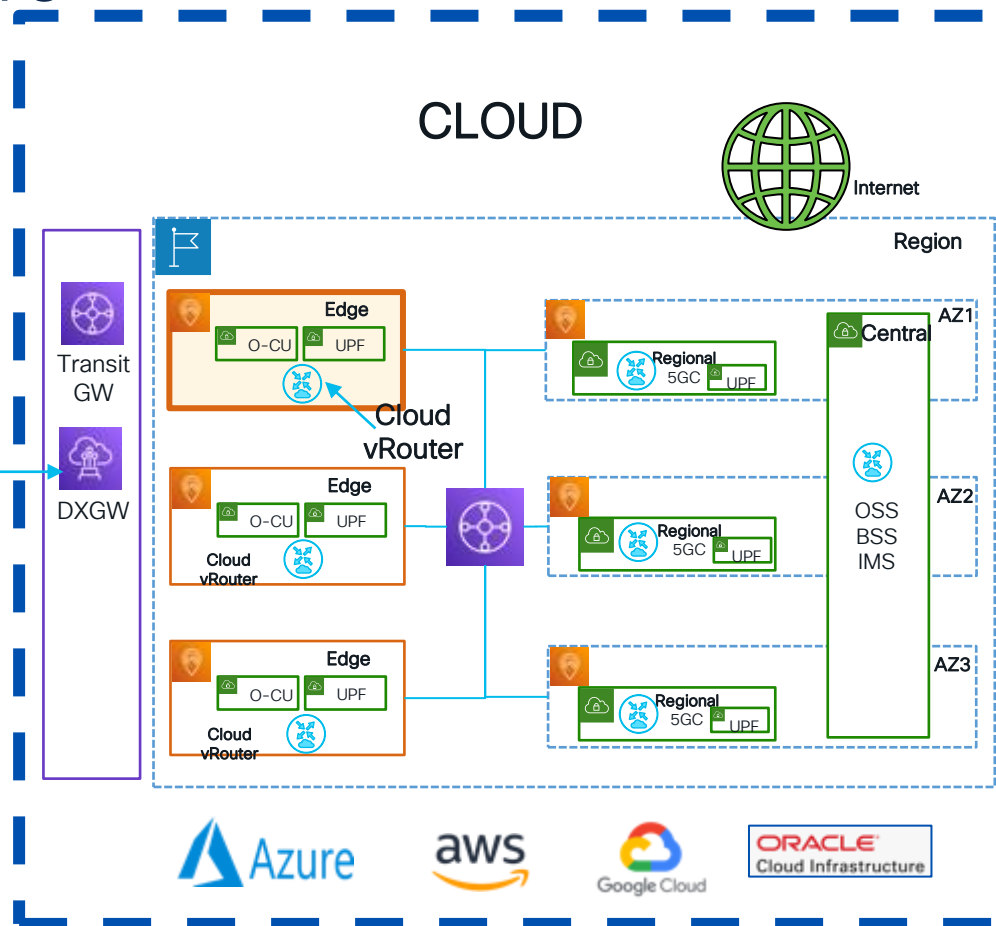 CLOUD
Internet
Region
Transit
GW
DXGW
Edge
O-CU
UPF
Cloud
vRouter
Edge
O-CU
UPF
Cloud
vRouter
Edge
O-CU
UPF
Cloud
vRouter
AZ1
Regional
5GC
UPF
AZ2
Regional
5GC
UPF
AZ3
Regional
5GC
UPF
Central
OSS
BSS
IMS
Azure
aws
Google Cloud
ORACLE
Cloud Infrastructure